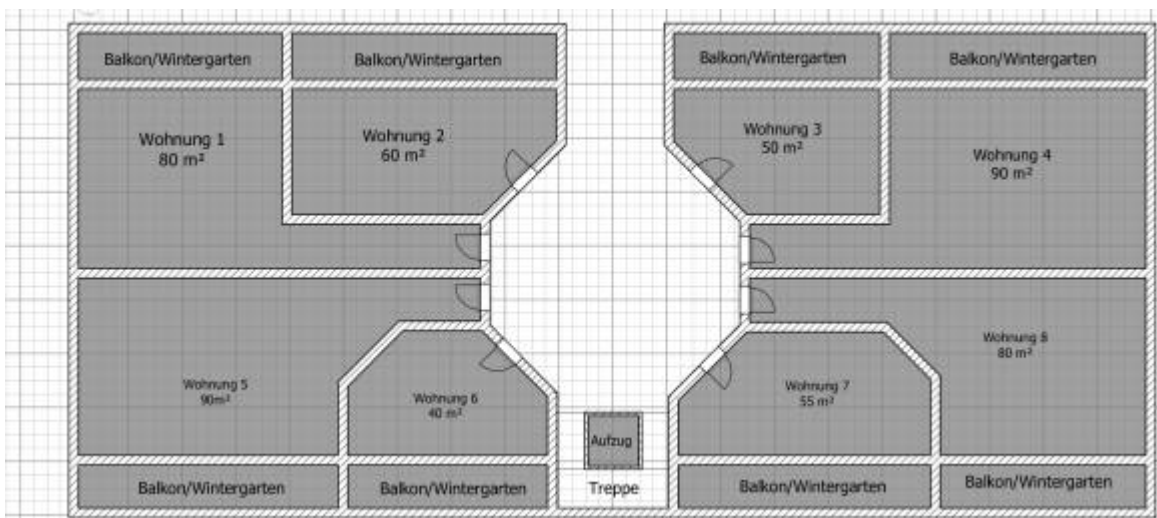 Balkon/Wintergarten
Balkon/Wintergarten
Balkon/Wintergarten
Balkon/Wintergarten
Wohnung 1
80 m²
Wohnung 2
60 m²
Wohnung 3
50 m²
Wohnung 4
90 m²
Wohnung 5
90m²
Wohnung 6
40 m²
Wohnung 7
55 m²
Wohnung 8
80 m²
Aufzug
Treppe
Balkon/Wintergarten
Balkon/Wintergarten
Balkon/Wintergarten
Balkon/Wintergarten